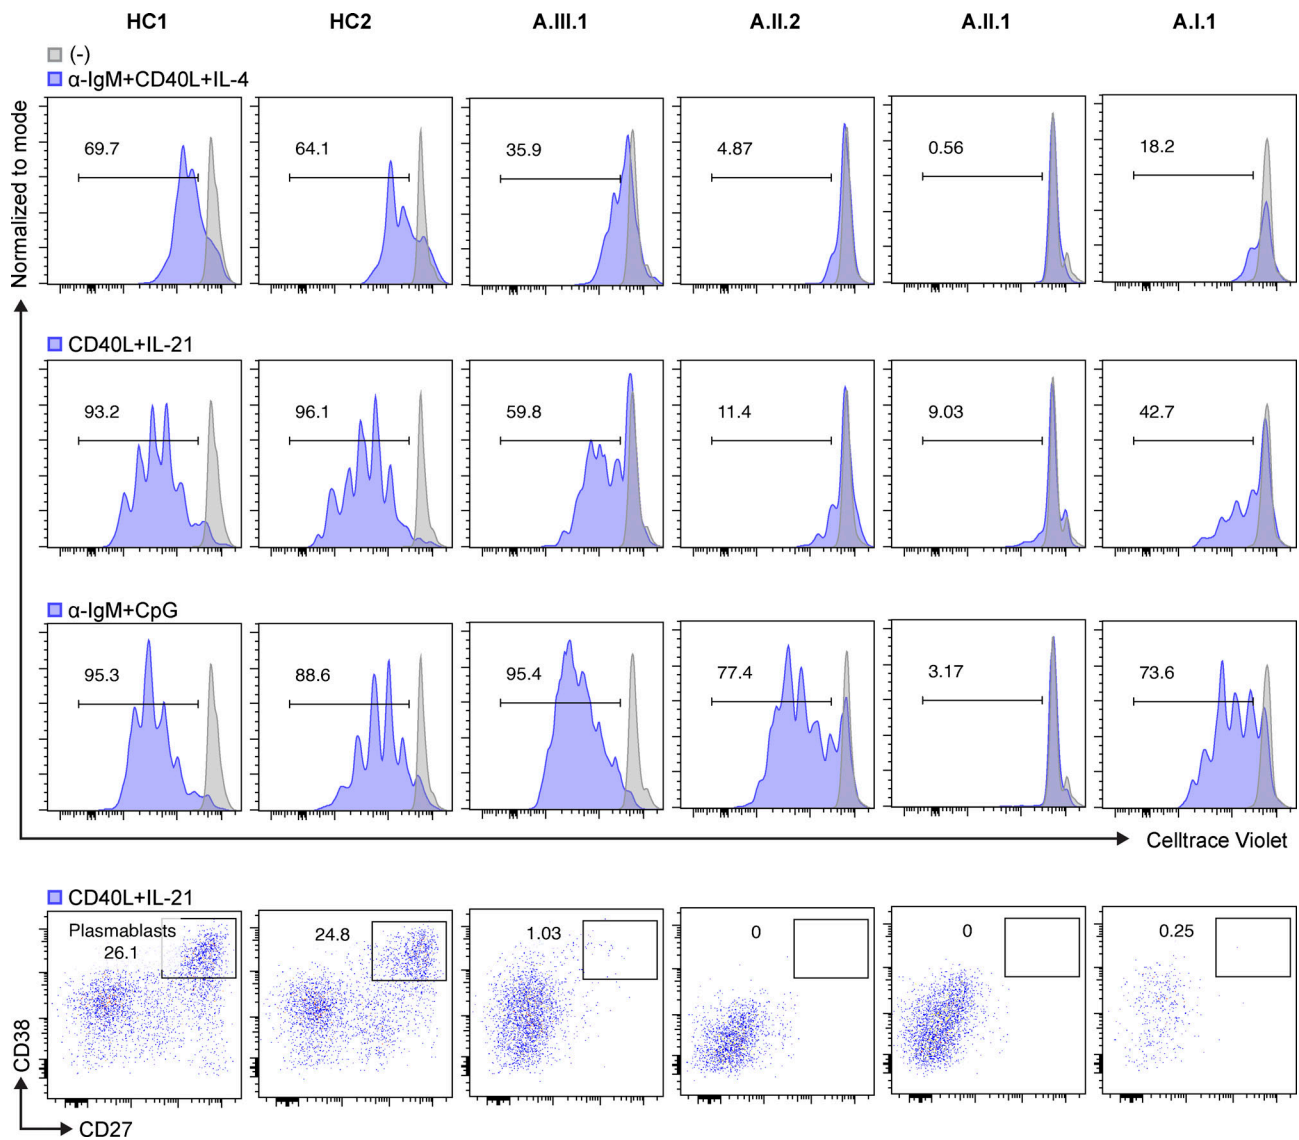 HC1 HC2 A.III.1 A.II.2 A.II.1 A.I.1
(-)
α-IgM+CD40L+IL-4
Normalized to mode
69.7 64.1 35.9 4.87 0.56 18.2
CD40L+IL-21
93.2 96.1 59.8 11.4 9.03 42.7
α-IgM+CpG
95.3 88.6 95.4 77.4 3.17 73.6
Celltrace Violet
CD40L+IL-21
Plasmablasts
26.1 24.8 1.03 0 0 0.25
CD38
CD27